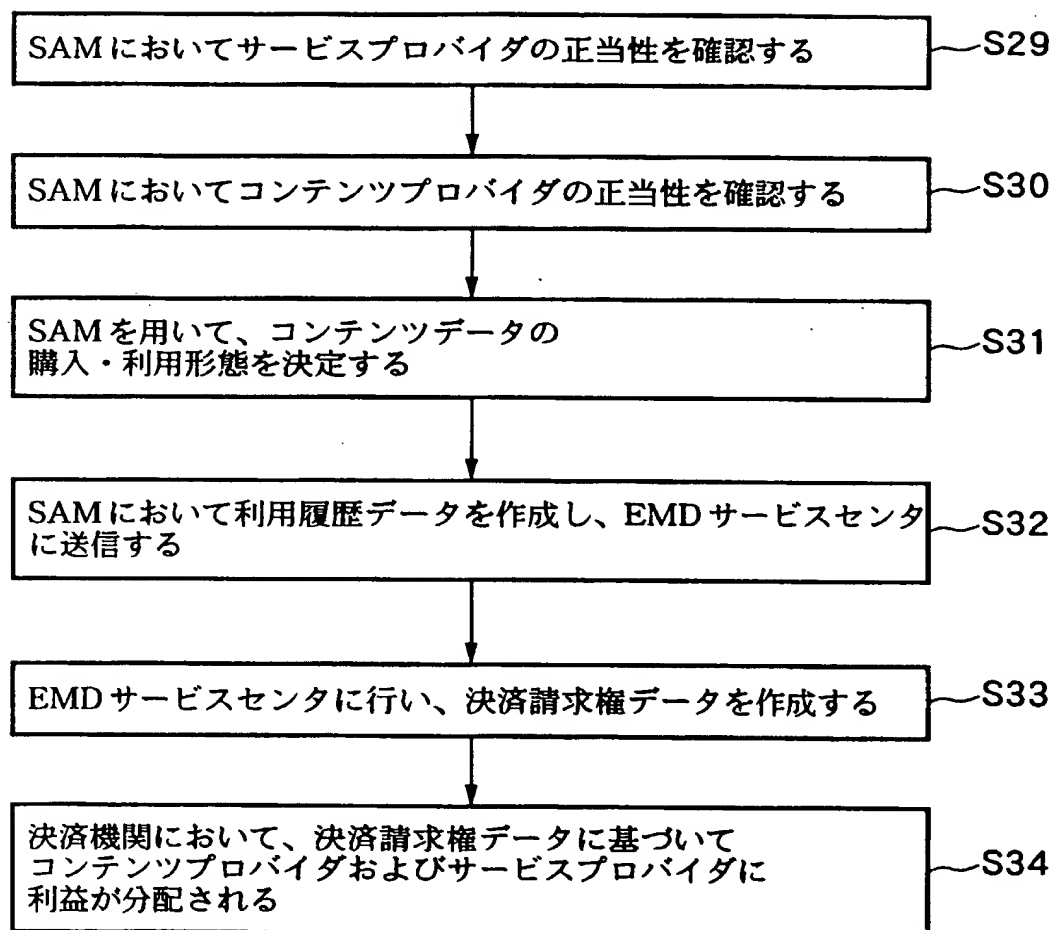 SAMにおいてサービスプロバイダの正当性を確認する
S29
SAMにおいてコンテンツプロバイダの正当性を確認する
S30
SAMを用いて、コンテンツデータの
購入・利用形態を決定する
S31
SAMにおいて利用履歴データを作成し、EMDサービスセンタ
に送信する
S32
EMDサービスセンタに行い、決済請求権データを作成する
S33
決済機関において、決済請求権データに基づいて
コンテンツプロバイダおよびサービスプロバイダに
利益が分配される
S34